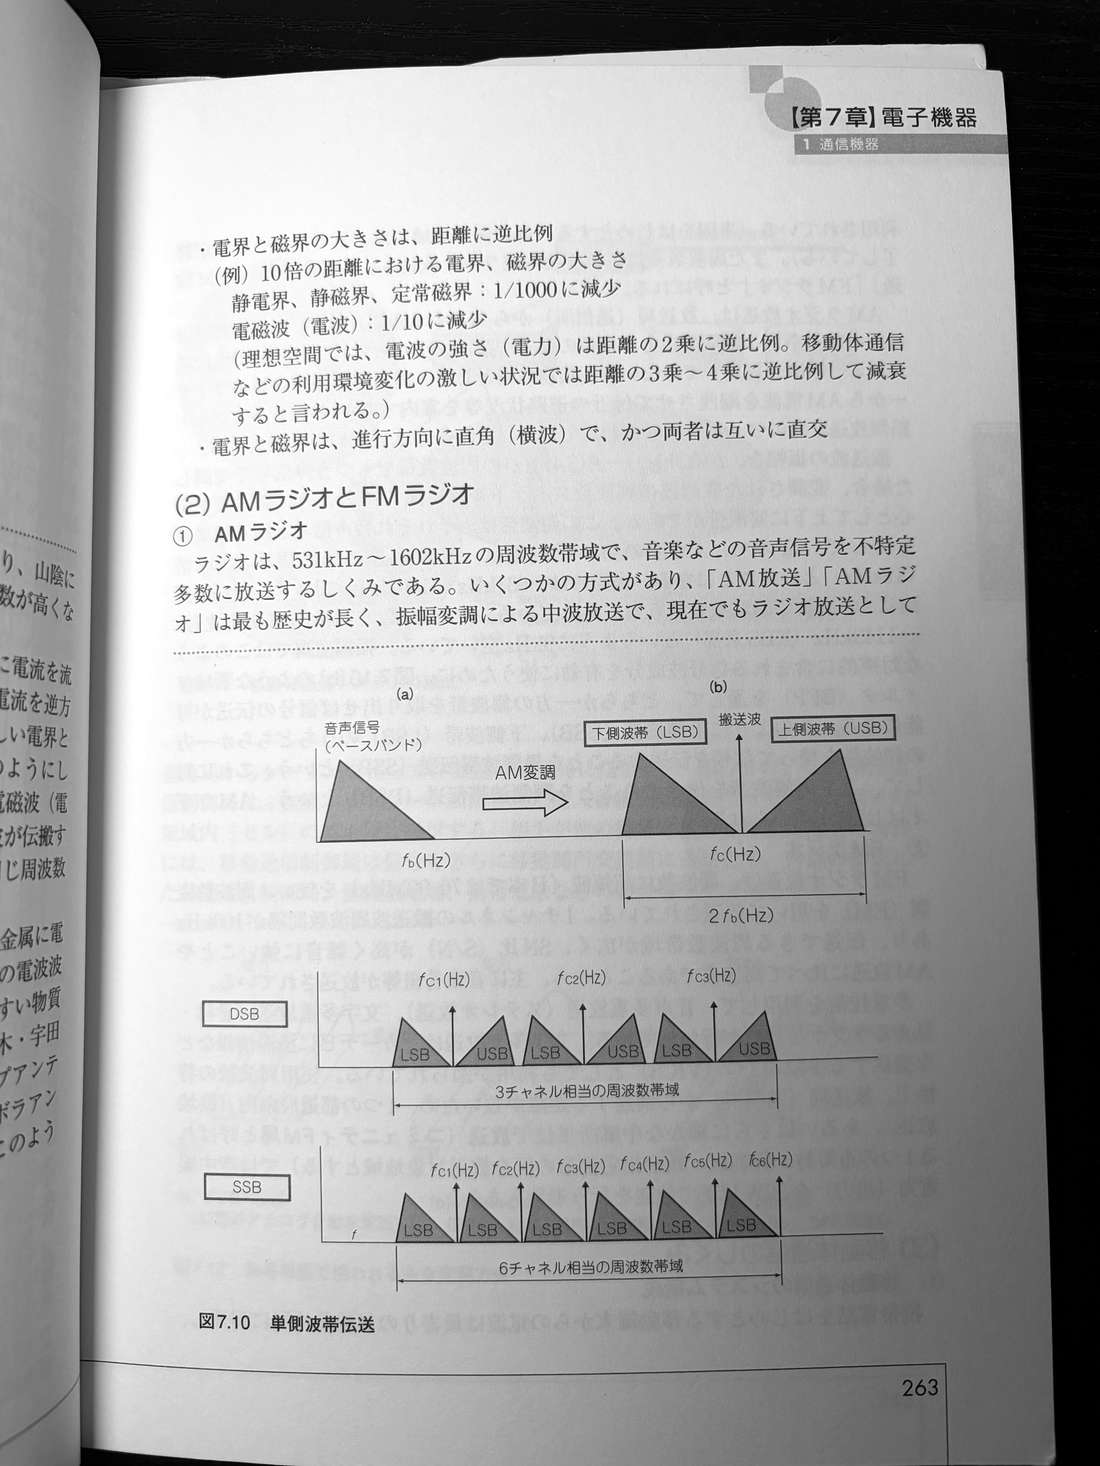 【第7章】電子機器
1 通信機器
・電界と磁界の大きさは、距離に逆比例
(例) 10倍の距離における電界、磁界の大きさ
静電界、静磁界、定常磁界：1/1000に減少
電磁波（電波）：1/10に減少
(理想空間では、電波の強さ（電力）は距離の2乗に逆比例。移動体通信
などの利用環境変化の激しい状況では距離の3乗～4乗に逆比例して減衰
すると言われる。)
・電界と磁界は、進行方向に直角（横波）で、かつ両者は互いに直交
(2) AMラジオとFMラジオ
① AMラジオ
ラジオは、531kHz～1602kHzの周波数帯域で、音楽などの音声信号を不特定
多数に放送するしくみである。いくつかの方式があり、「AM放送」「AMラジ
オ」は最も歴史が長く、振幅変調による中波放送で、現在でもラジオ放送として
(a)
音声信号
(ベースバンド)
fb(Hz)
AM変調
(b)
下側波帯（LSB）
搬送波
上側波帯（USB）
fc(Hz)
2fb(Hz)
DSB
fC1(Hz) fC2(Hz) fC3(Hz)
LSB USB LSB USB LSB USB
3チャネル相当の周波数帯域
SSB
fC1(Hz) fC2(Hz) fC3(Hz) fC4(Hz) fC5(Hz) fC6(Hz)
LSB LSB LSB LSB LSB LSB
f
6チャネル相当の周波数帯域
図7.10 単側波帯伝送
263
り、山陰に
数が高くな
に電流を流
電流を逆方
しい電界と
のようにし
電磁波（電
波が伝搬す
同じ周波数
金属に電
の電波波
すい物質
木・宇田
プアンテ
ボラアン
このよう